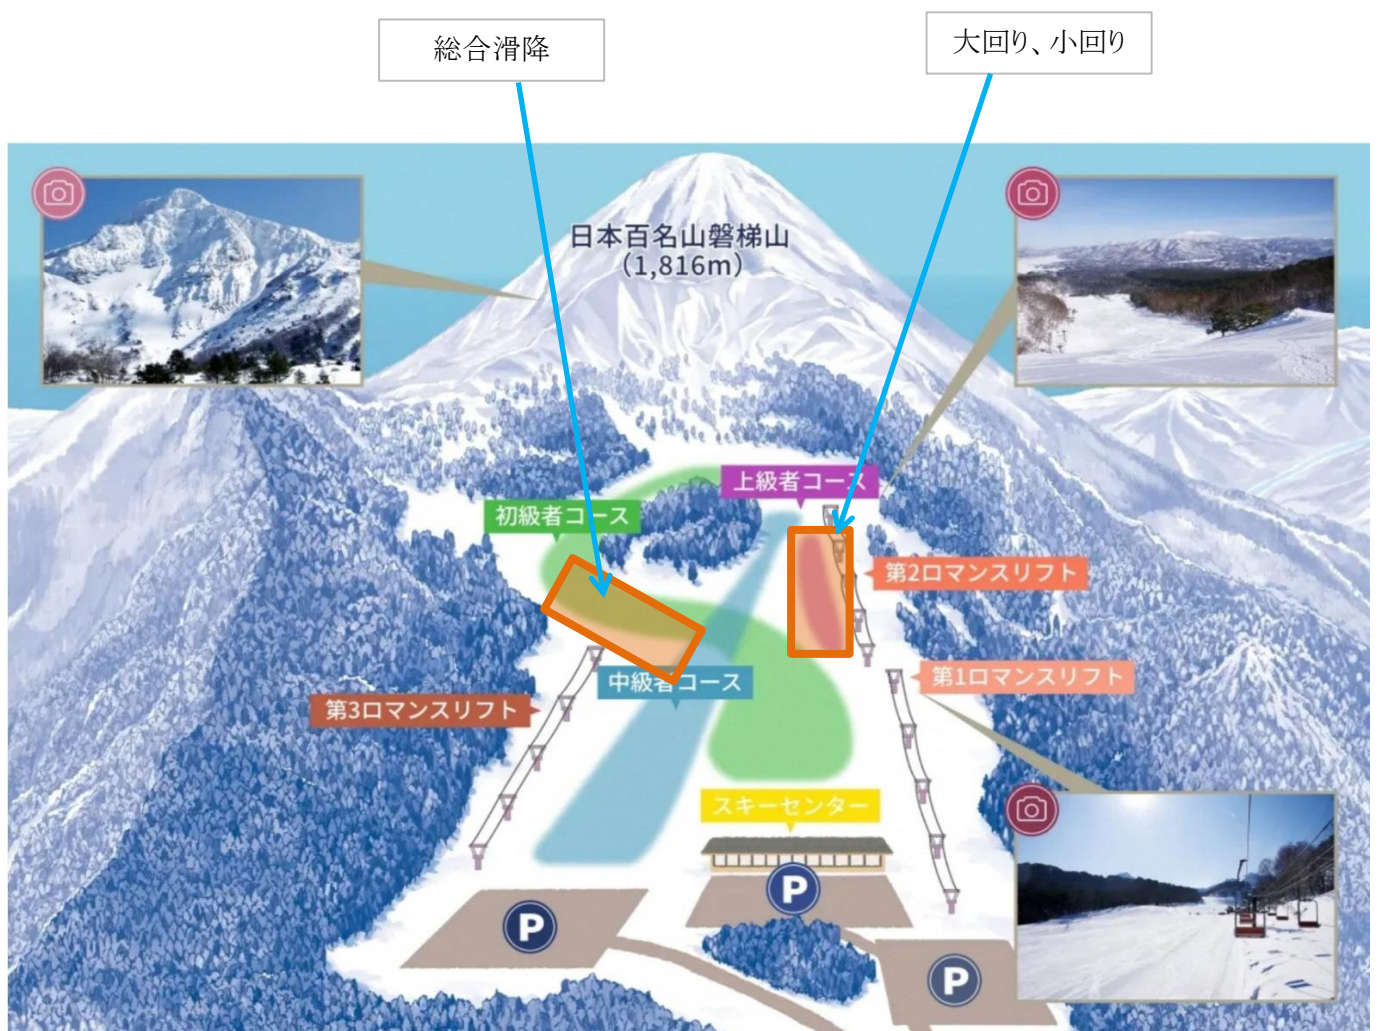 総合滑降
大回り、小回り
日本百名山磐梯山
（1,816m）
上級者コース
初級者コース
第2ロマンスリフト
第1ロマンスリフト
中級者コース
第3ロマンスリフト
スキーセンター
P
P
P